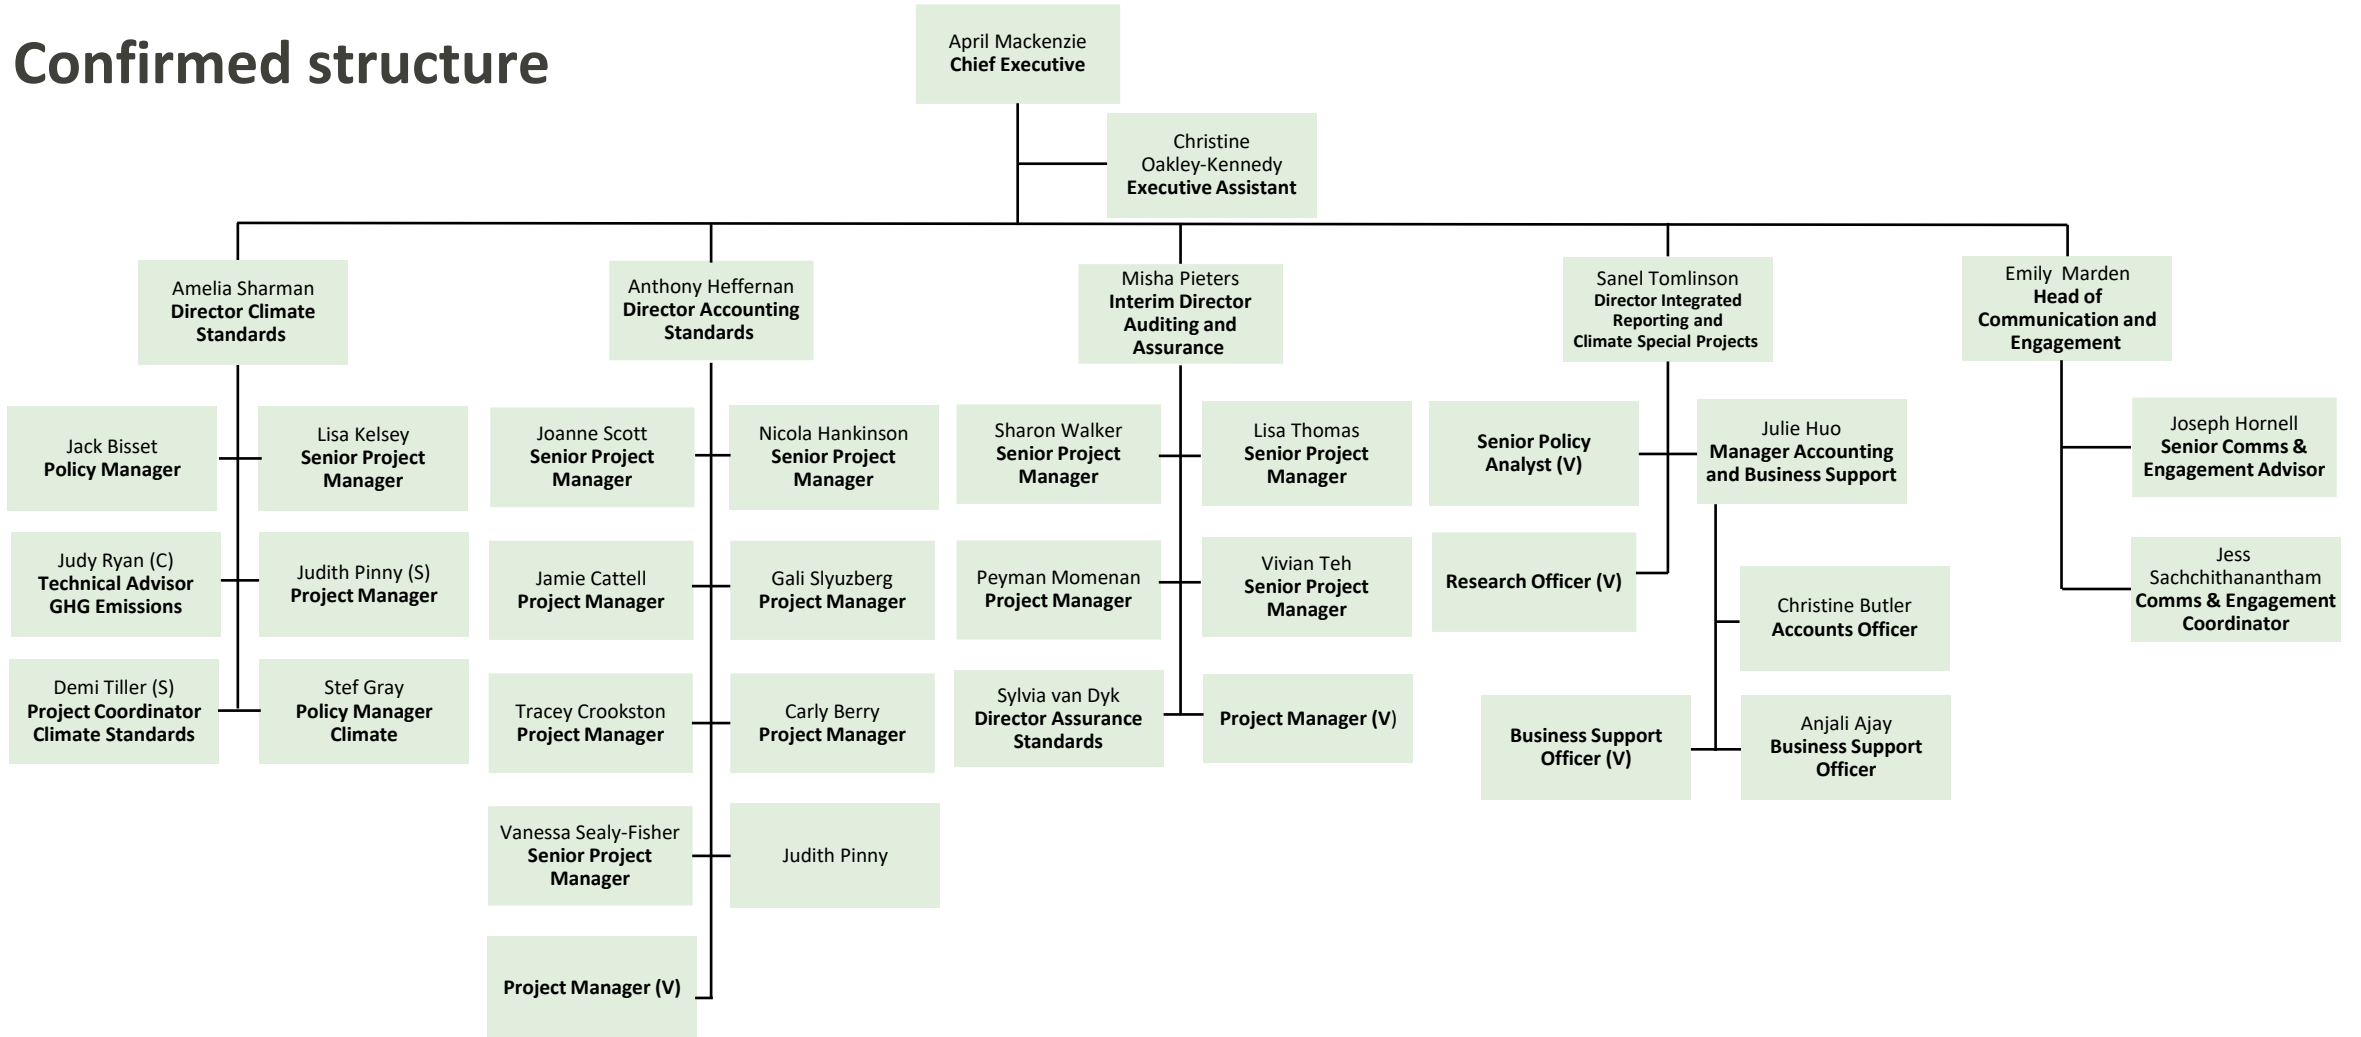 Confirmed structure
April Mackenzie
Chief Executive
Christine
Oakley-Kennedy
Executive Assistant
Amelia Sharman
Director Climate
Standards
Anthony Heffernan
Director Accounting
Standards
Misha Pieters
Interim Director
Auditing and
Assurance
Sanel Tomlinson
Director Integrated
Reporting and
Climate Special Projects
Emily  Marden
Head of
Communication and
Engagement
Jack Bisset
Policy Manager
Lisa Kelsey
Senior Project
Manager
Judy Ryan (C)
Technical Advisor
GHG Emissions
Judith Pinny (S)
Project Manager
Demi Tiller (S)
Project Coordinator
Climate Standards
Stef Gray
Policy Manager
Climate
Joanne Scott
Senior Project
Manager
Nicola Hankinson
Senior Project
Manager
Jamie Cattell
Project Manager
Gali Slyuzberg
Project Manager
Tracey Crookston
Project Manager
Carly Berry
Project Manager
Vanessa Sealy-Fisher
Senior Project
Manager
Judith Pinny
Project Manager (V)
Sharon Walker
Senior Project
Manager
Lisa Thomas
Senior Project
Manager
Peyman Momenan
Project Manager
Vivian Teh
Senior Project
Manager
Sylvia van Dyk
Director Assurance
Standards
Project Manager (V)
Senior Policy
Analyst (V)
Julie Huo
Manager Accounting
and Business Support
Research Officer (V)
Christine Butler
Accounts Officer
Business Support
Officer (V)
Anjali Ajay
Business Support
Officer
Joseph Hornell
Senior Comms &
Engagement Advisor
Jess
Sachchithanantham
Comms & Engagement
Coordinator